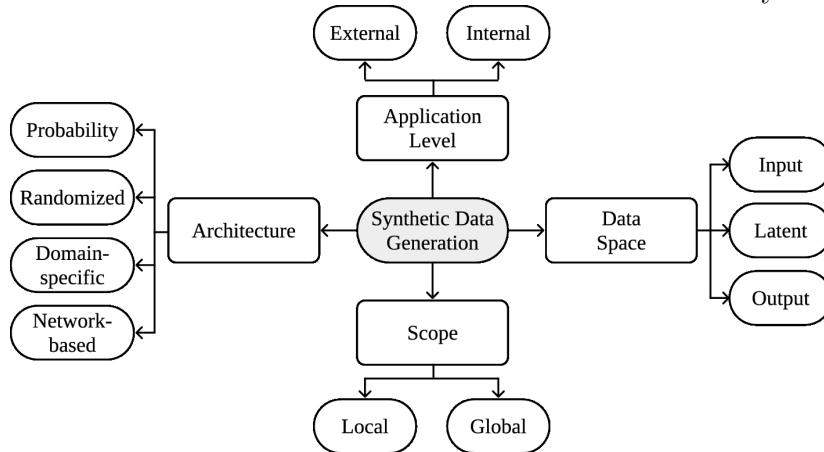 External
Internal
Application
Level
Probability
Randomized
Domain-
specific
Network-
based
Architecture
Synthetic Data
Generation
Data
Space
Input
Latent
Output
Scope
Local
Global